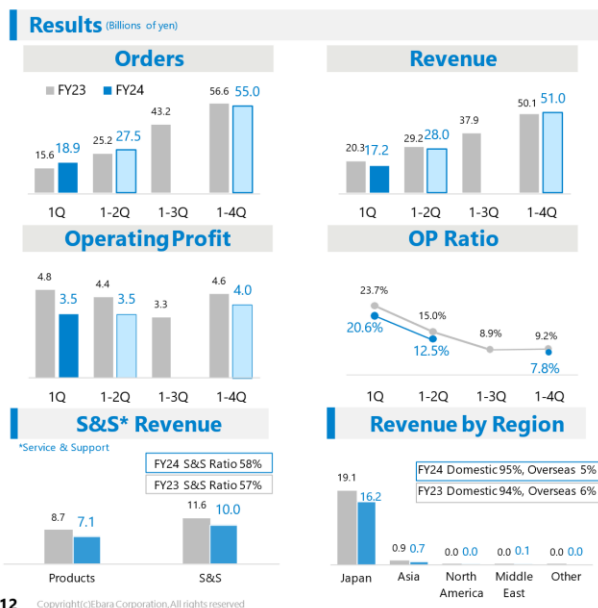 Results (Billions of yen)
Orders
FY23 FY24
15.6 18.9 25.2 27.5 43.2 56.6 55.0
1Q 1-2Q 1-3Q 1-4Q
Revenue
20.3 17.2 29.2 28.0 37.9 50.1 51.0
1Q 1-2Q 1-3Q 1-4Q
Operating Profit
4.8 3.5 4.4 3.5 3.3 4.6 4.0
1Q 1-2Q 1-3Q 1-4Q
OP Ratio
23.7% 15.0% 8.9% 9.2%
20.6% 12.5% 7.8%
1Q 1-2Q 1-3Q 1-4Q
S&S* Revenue
*Service & Support
FY24 S&S Ratio 58%
FY23 S&S Ratio 57%
8.7 7.1 11.6 10.0
Products S&S
Revenue by Region
FY24 Domestic 95%, Overseas 5%
FY23 Domestic 94%, Overseas 6%
19.1 16.2 0.9 0.7 0.0 0.0 0.0 0.1 0.0 0.0
Japan Asia North America Middle East Other
12 Copyright(c)Ebara Corporation, All rights reserved